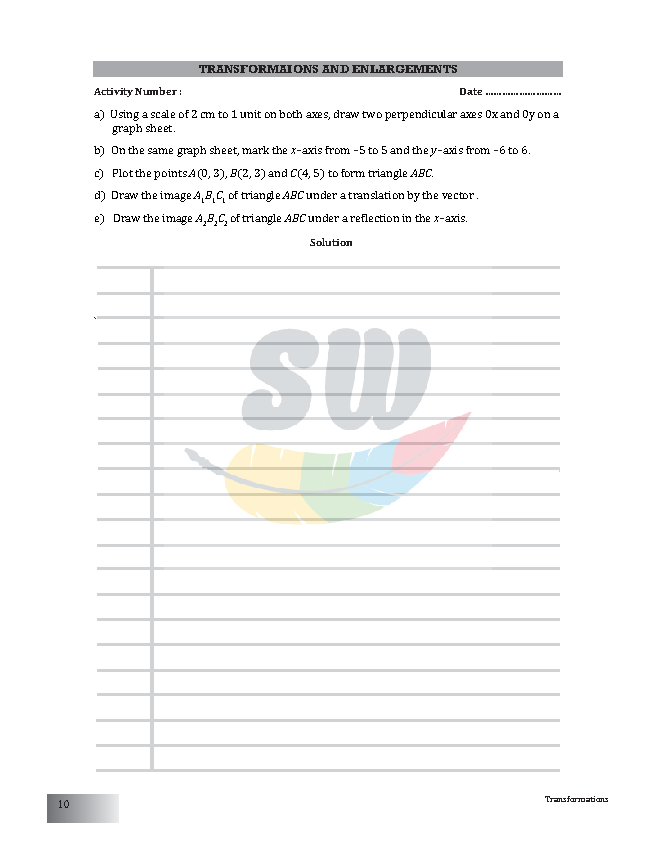 TRANSFORMAIONS AND ENLARGEMENTS
Activity Number : Date ...........................
a) Using a scale of 2 cm to 1 unit on both axes, draw two perpendicular axes 0x and 0y on a
graph sheet.
b) On the same graph sheet, mark the x–axis from –5 to 5 and the y–axis from –6 to 6.
c) Plot the points A(0, 3), B(2, 3) and C(4, 5) to form triangle ABC.
d) Draw the image A₁B₁C₁ of triangle ABC under a translation by the vector .
e) Draw the image A₂B₂C₂ of triangle ABC under a reflection in the x–axis.
Solution
sw
10 Transformations